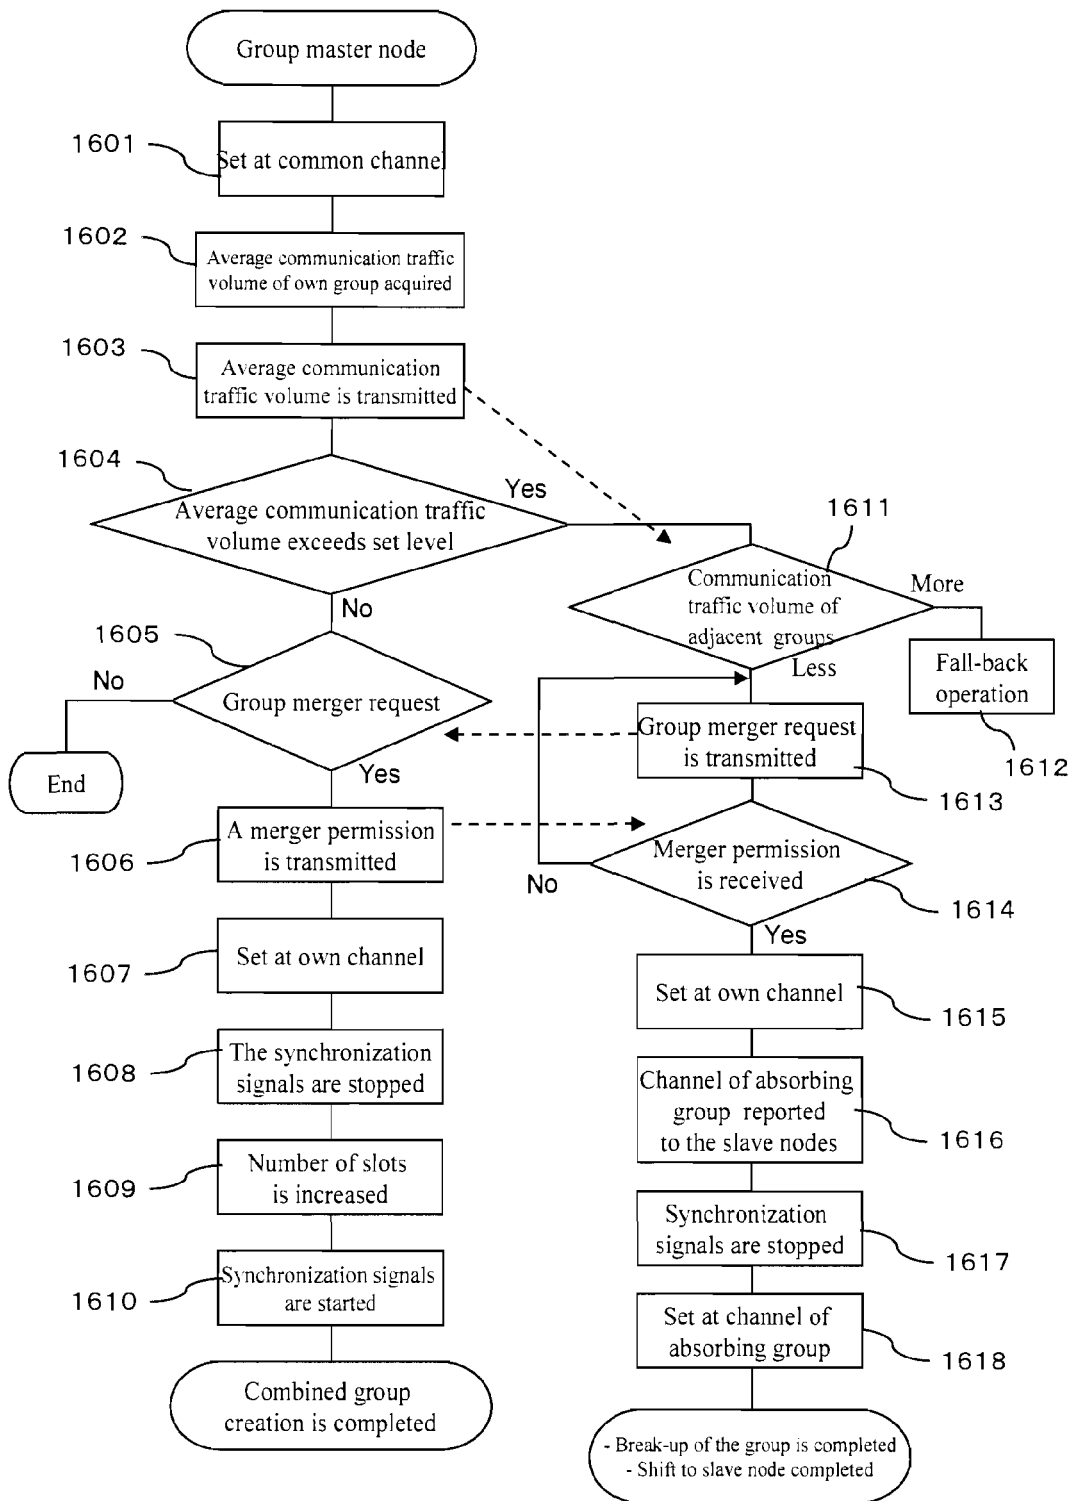 Group master node
1601
Set at common channel
1602
Average communication traffic
volume of own group acquired
1603
Average communication
traffic volume is transmitted
1604
Average communication traffic
volume exceeds set level
Yes
No
1605
Group merger request
No
End
Yes
1606
A merger permission
is transmitted
1607
Set at own channel
1608
The synchronization
signals are stopped
1609
Number of slots
is increased
1610
Synchronization signals
are started
Combined group
creation is completed
1611
Communication
traffic volume of
adjacent groups
More
Less
Fall-back
operation
1612
Group merger request
is transmitted
1613
Merger permission
is received
No
1614
Yes
Set at own channel
1615
Channel of absorbing
group reported
to the slave nodes
1616
Synchronization
signals are stopped
1617
Set at channel of
absorbing group
1618
- Break-up of the group is completed
- Shift to slave node completed